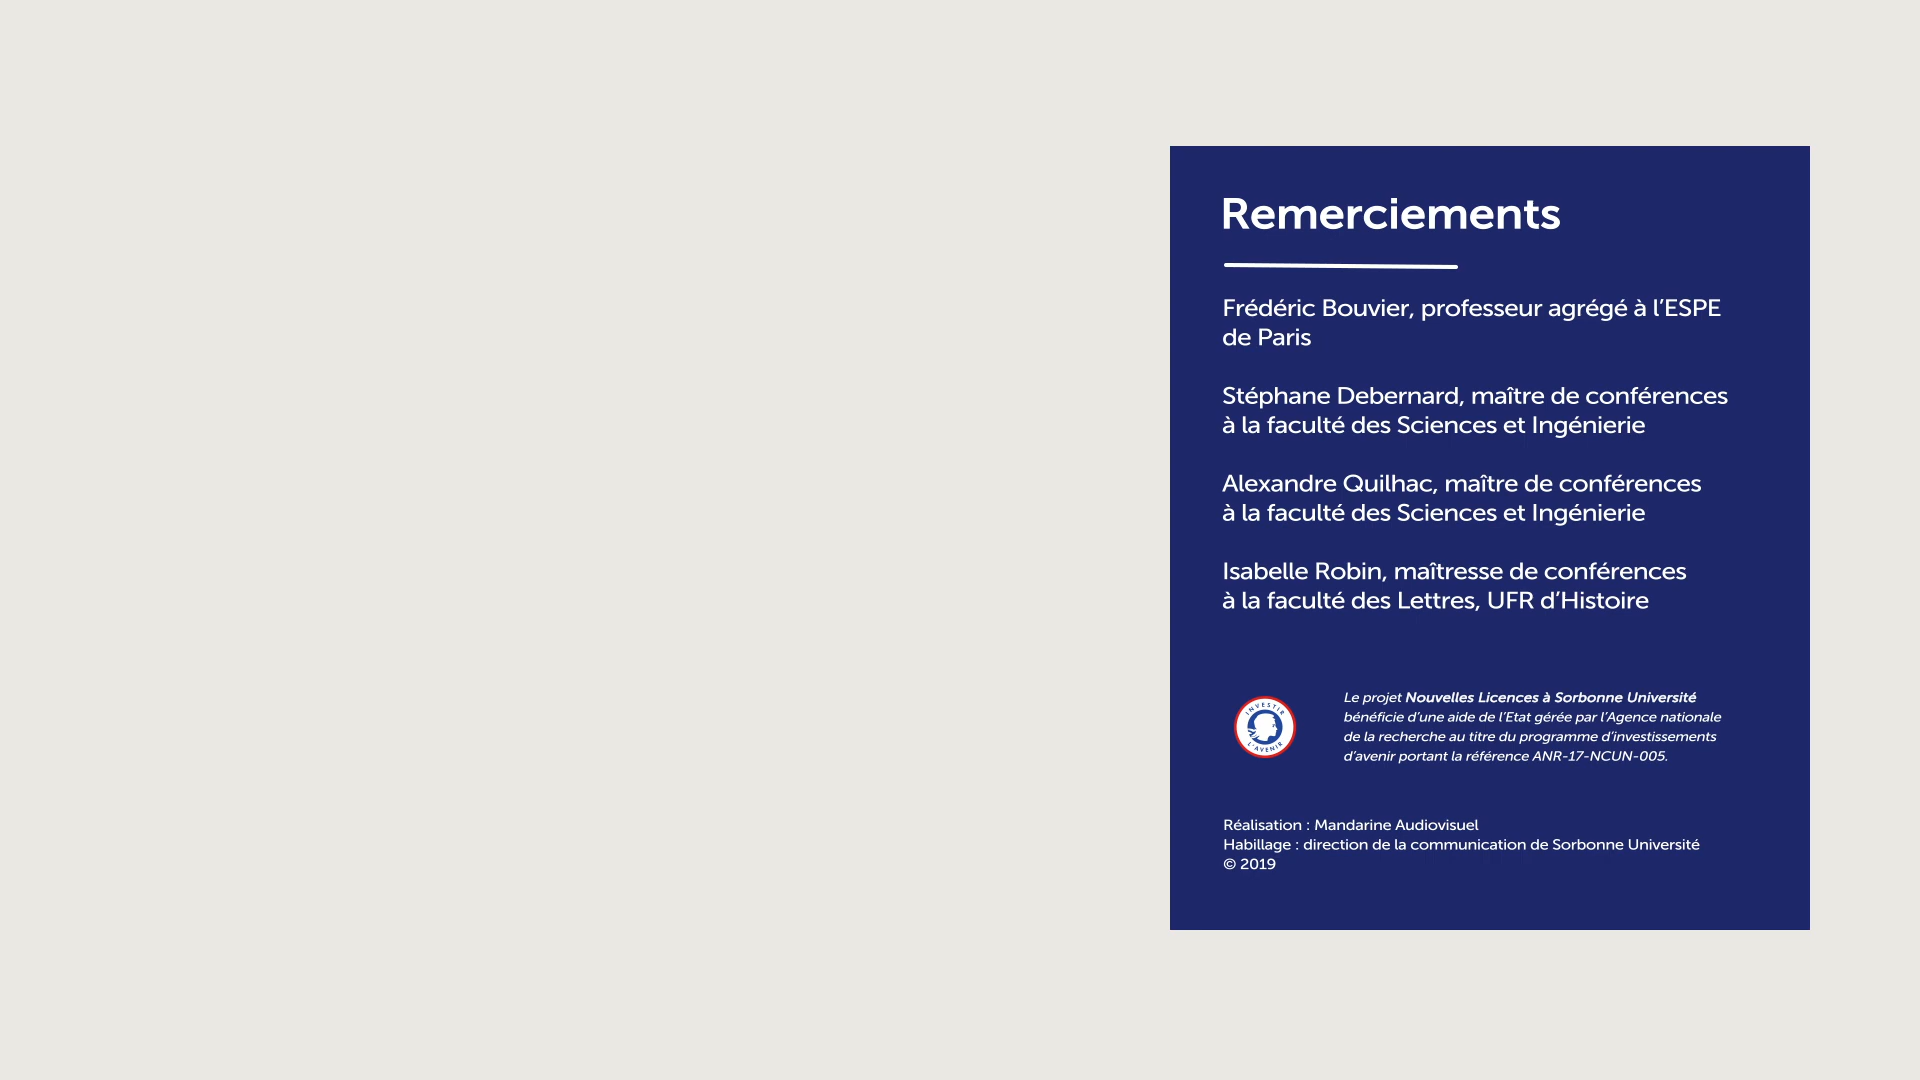 Remerciements
Frédéric Bouvier, professeur agrégé à l’ESPE
de Paris
Stéphane Debernard, maître de conférences
à la faculté des Sciences et Ingénierie
Alexandre Quilhac, maître de conférences
à la faculté des Sciences et Ingénierie
Isabelle Robin, maîtresse de conférences
à la faculté des Lettres, UFR d’Histoire
INVESTIR
L’AVENIR
Le projet Nouvelles Licences à Sorbonne Université
bénéficie d’une aide de l’Etat gérée par l’Agence nationale
de la recherche au titre du programme d’investissements
d’avenir portant la référence ANR-17-NCUN-005.
Réalisation : Mandarine Audiovisuel
Habillage : direction de la communication de Sorbonne Université
© 2019